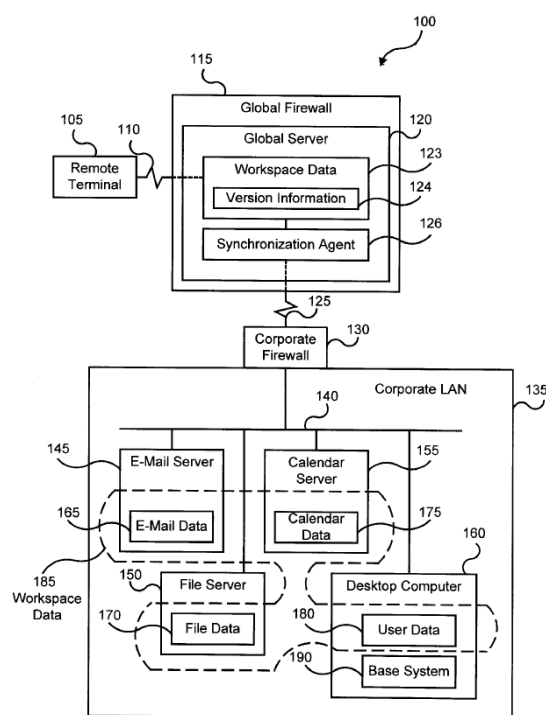 100
115
Global Firewall
120
Global Server
105
110
123
Remote
Terminal
Workspace Data
124
Version Information
126
Synchronization Agent
125
130
Corporate
Firewall
Corporate LAN
135
140
145
155
E-Mail Server
Calendar
Server
165
E-Mail Data
Calendar
Data
175
160
185
Workspace
Data
150
File Server
Desktop Computer
170
File Data
180
User Data
190
Base System